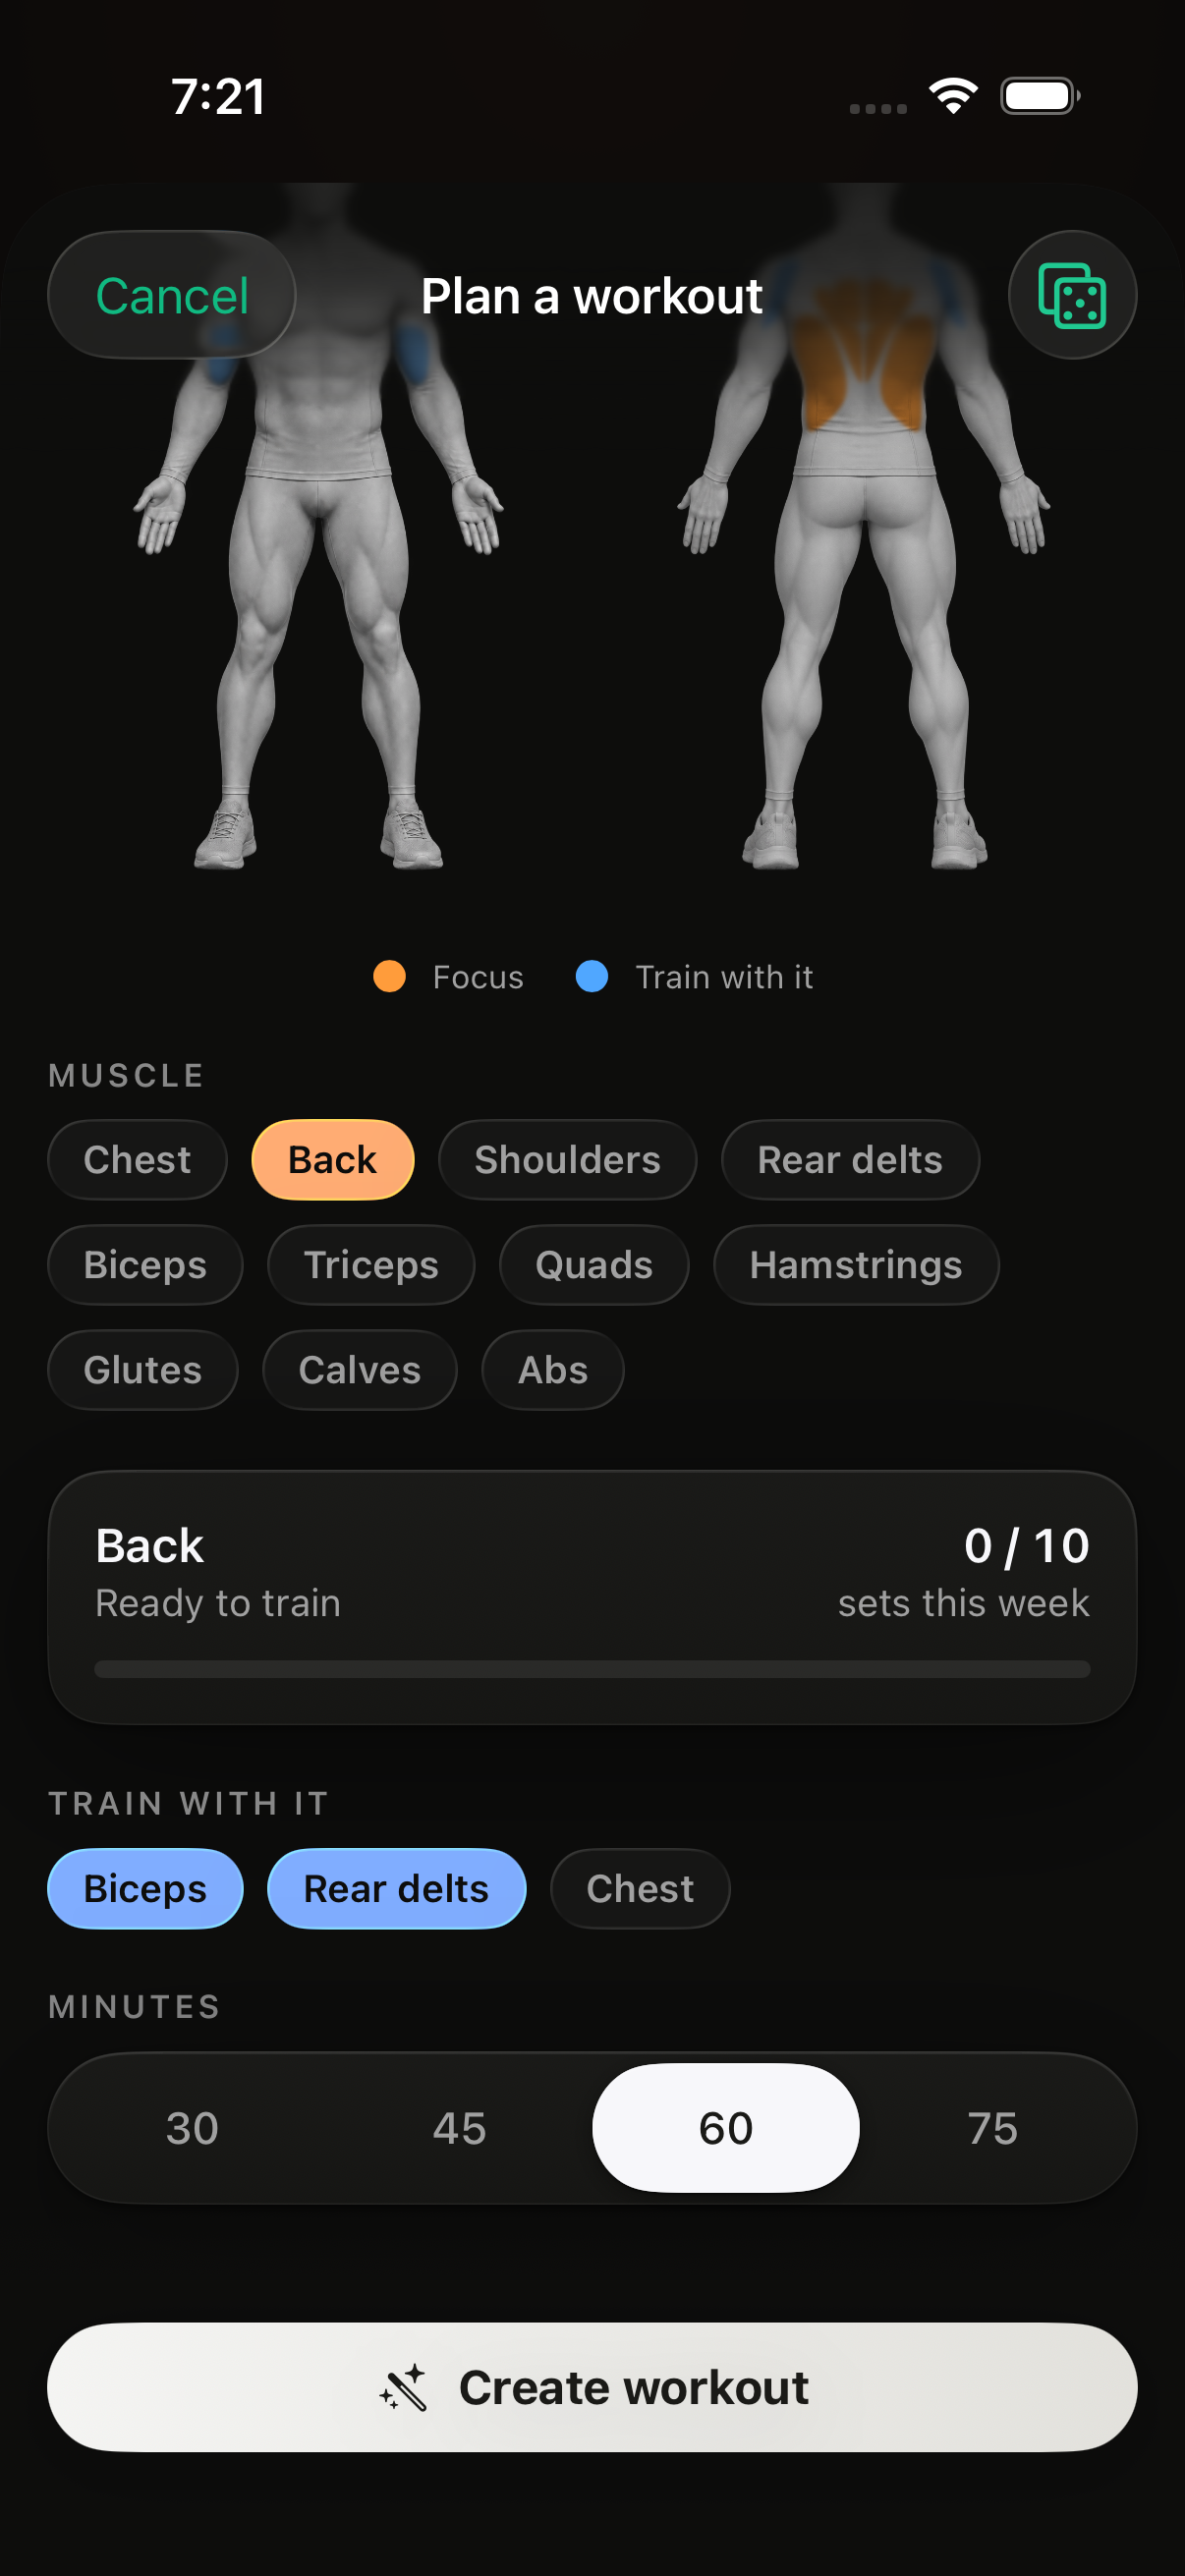 7:21
Cancel
Plan a workout
Focus
Train with it
MUSCLE
Chest
Back
Shoulders
Rear delts
Biceps
Triceps
Quads
Hamstrings
Glutes
Calves
Abs
Back
0 / 10
Ready to train
sets this week
TRAIN WITH IT
Biceps
Rear delts
Chest
MINUTES
30
45
60
75
Create workout